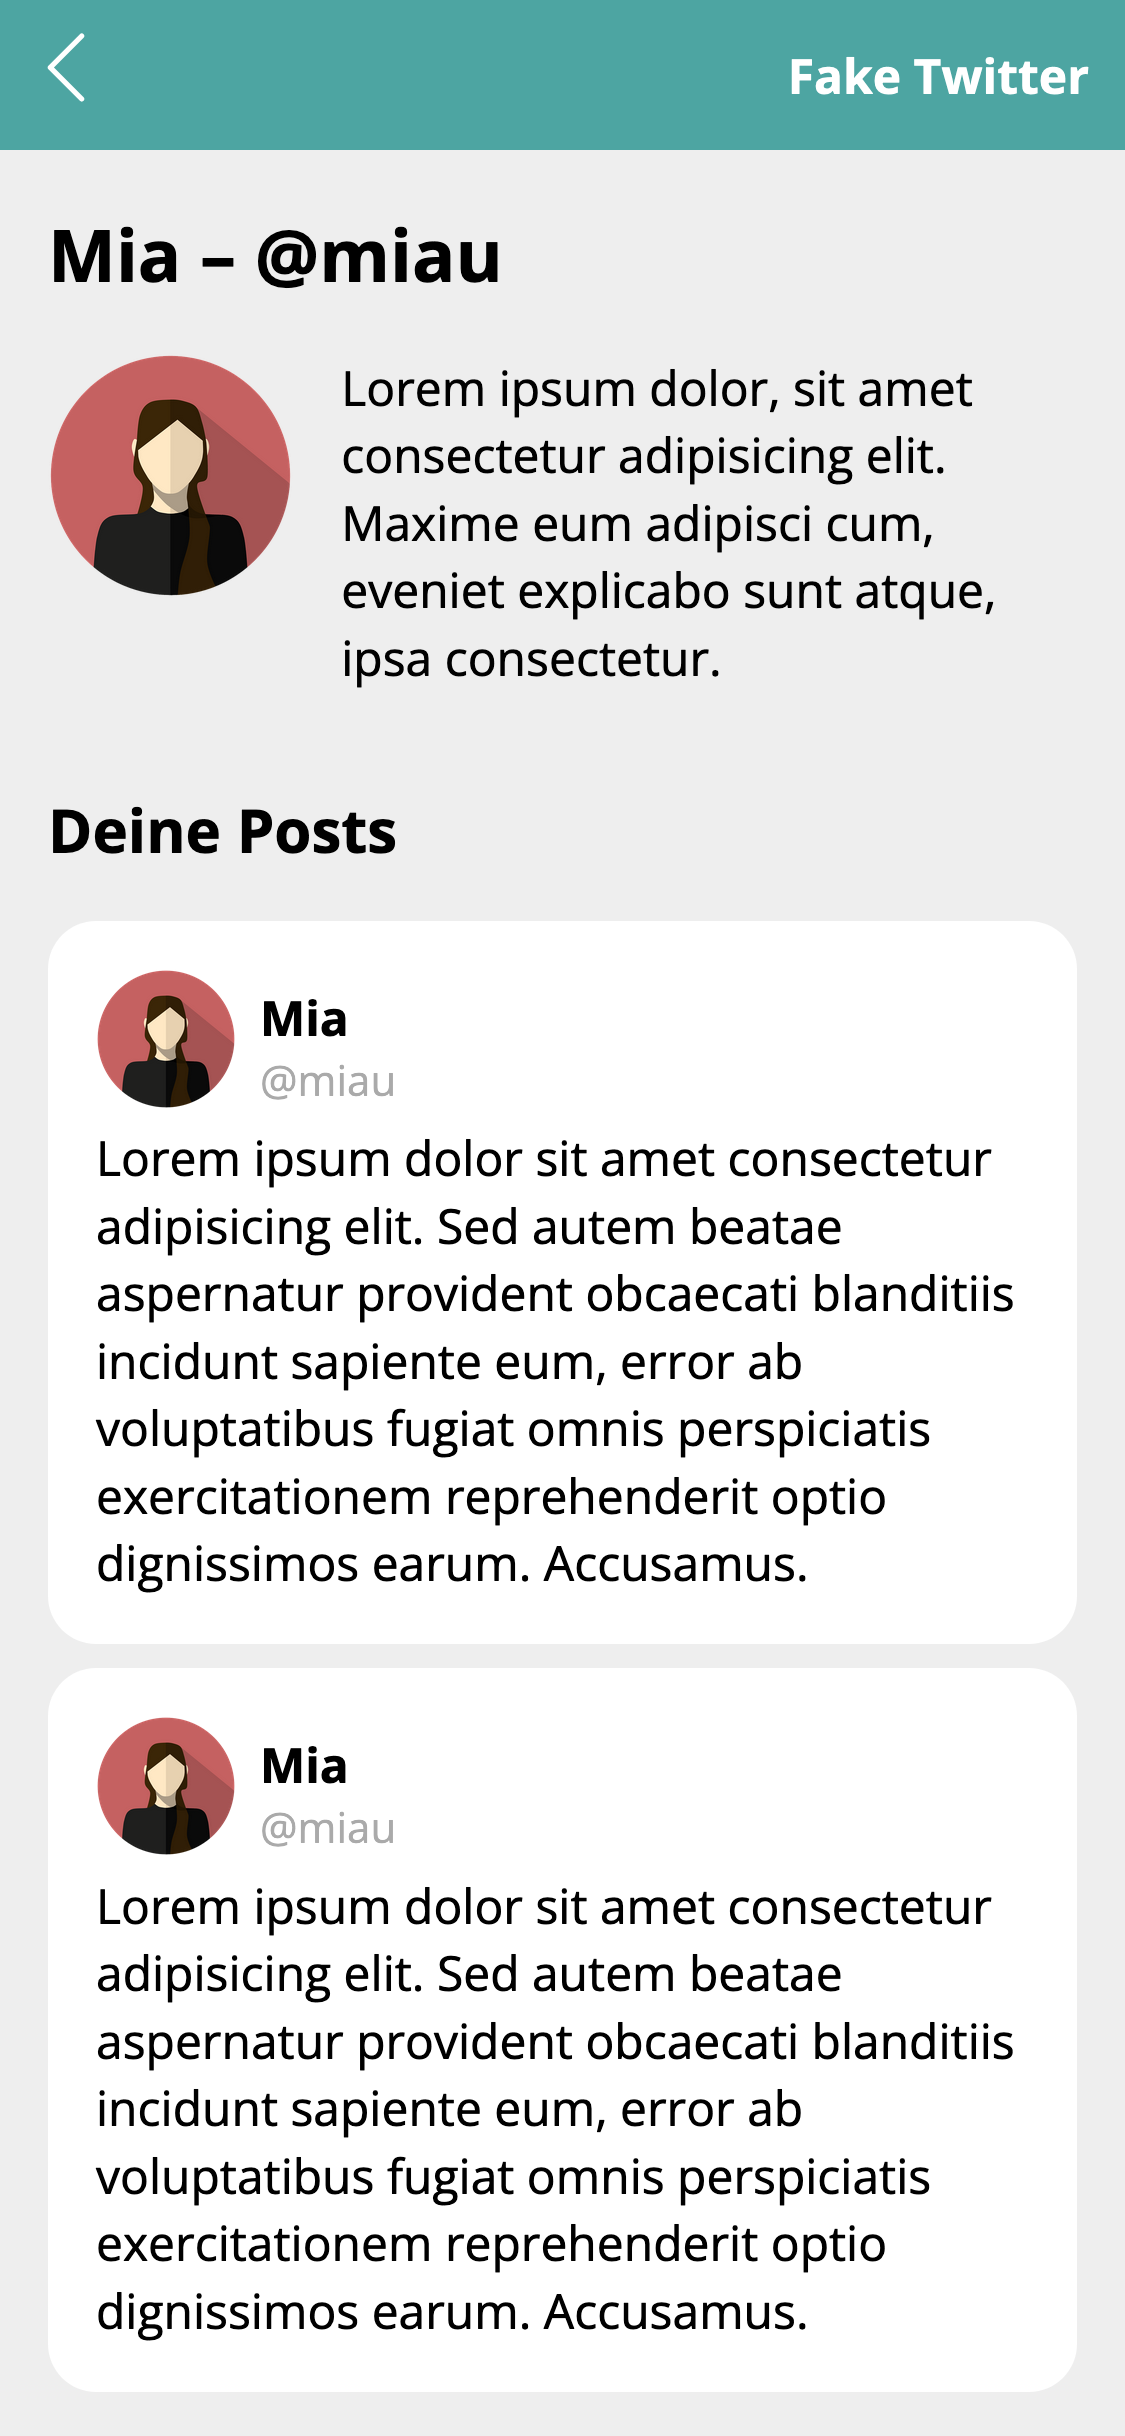 Fake Twitter
Mia – @miau
Lorem ipsum dolor, sit amet
consectetur adipisicing elit.
Maxime eum adipisci cum,
eveniet explicabo sunt atque,
ipsa consectetur.
Deine Posts
Mia
@miau
Lorem ipsum dolor sit amet consectetur
adipisicing elit. Sed autem beatae
aspernatur provident obcaecati blanditiis
incidunt sapiente eum, error ab
voluptatibus fugiat omnis perspiciatis
exercitationem reprehenderit optio
dignissimos earum. Accusamus.
Mia
@miau
Lorem ipsum dolor sit amet consectetur
adipisicing elit. Sed autem beatae
aspernatur provident obcaecati blanditiis
incidunt sapiente eum, error ab
voluptatibus fugiat omnis perspiciatis
exercitationem reprehenderit optio
dignissimos earum. Accusamus.